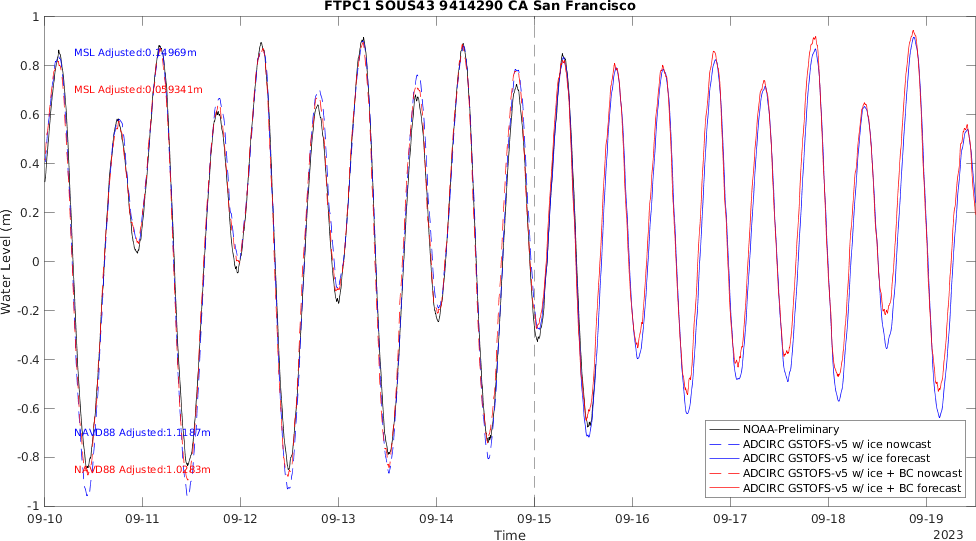 FTPC1 SOUS43 9414290 CA San Francisco
1
0.8
0.6
0.4
0.2
0
-0.2
-0.4
-0.6
-0.8
-1
Water Level (m)
MSL Adjusted:0.14969m
MSL Adjusted:0.059341m
NAVD88 Adjusted:1.1187m
NAVD88 Adjusted:1.0283m
NOAA-Preliminary
ADCIRC GSTOFS-v5 w/ ice nowcast
ADCIRC GSTOFS-v5 w/ ice forecast
ADCIRC GSTOFS-v5 w/ ice + BC nowcast
ADCIRC GSTOFS-v5 w/ ice + BC forecast
09-10 09-11 09-12 09-13 09-14 09-15 09-16 09-17 09-18 09-19
Time
2023